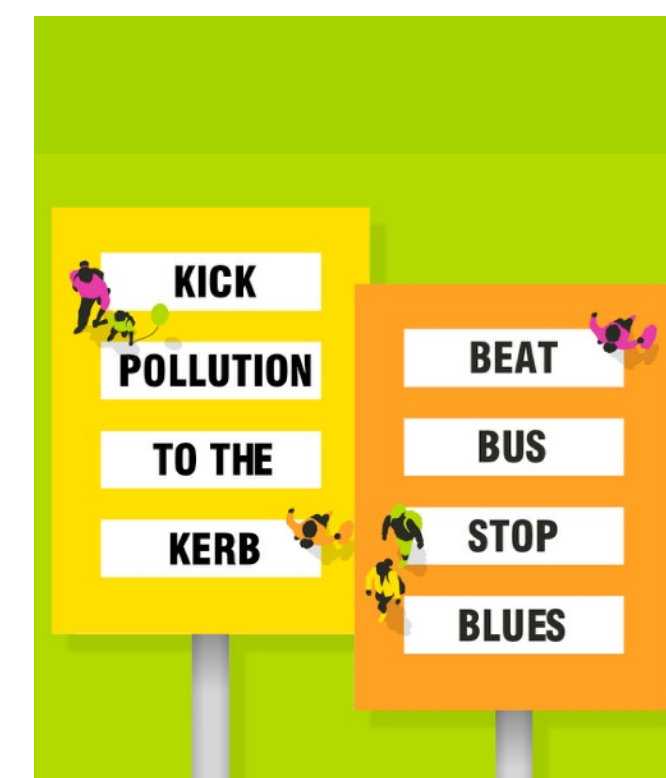 KICK
POLLUTION
TO THE
KERB
BEAT
BUS
STOP
BLUES